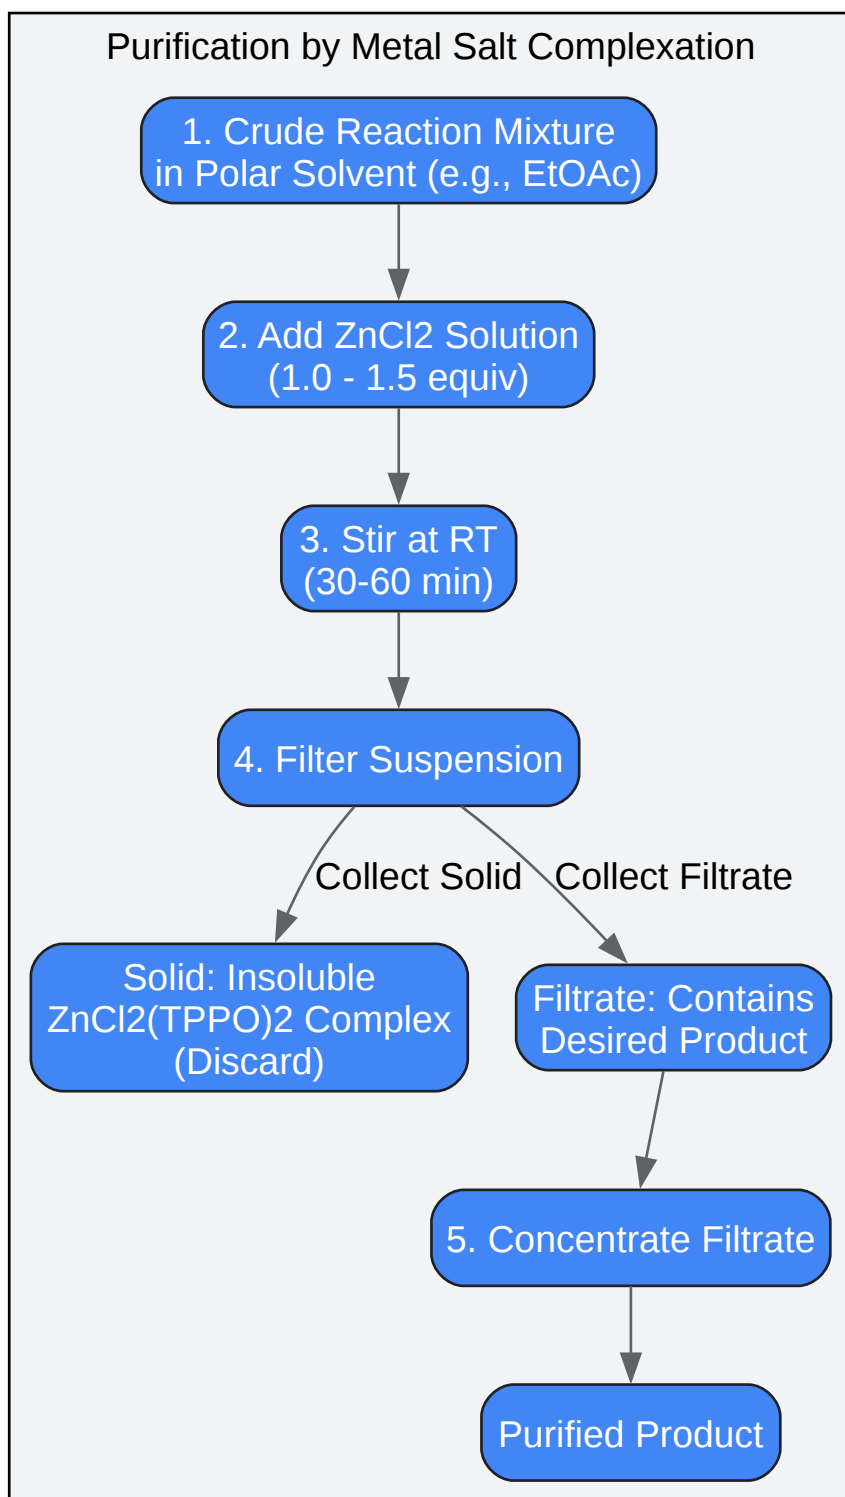 Purification by Metal Salt Complexation
1. Crude Reaction Mixture
in Polar Solvent (e.g., EtOAc)
2. Add ZnCl2 Solution
(1.0 - 1.5 equiv)
3. Stir at RT
(30-60 min)
4. Filter Suspension
Collect Solid
Collect Filtrate
Solid: Insoluble
ZnCl2(TPPO)2 Complex
(Discard)
Filtrate: Contains
Desired Product
5. Concentrate Filtrate
Purified Product